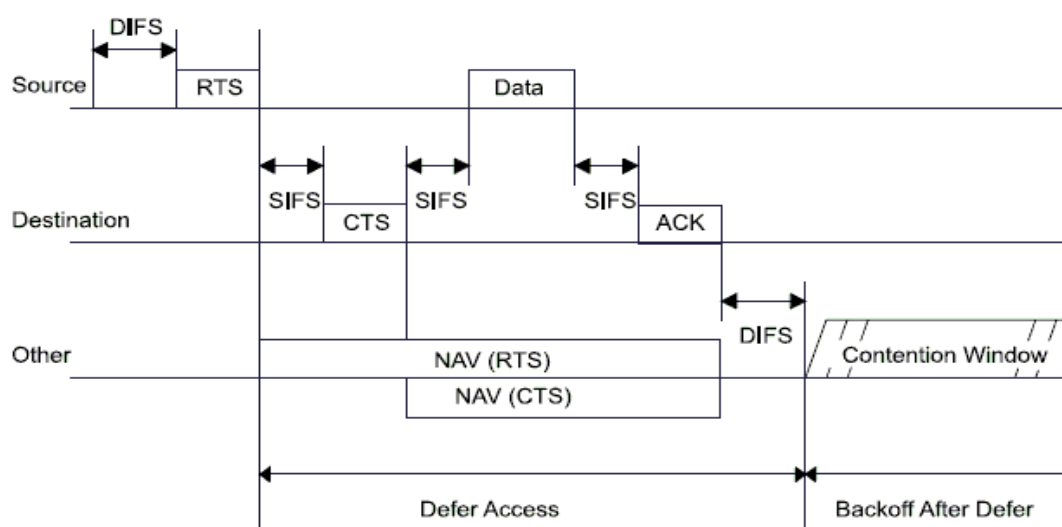 DIFS
Source
RTS
Data
SIFS
SIFS
SIFS
Destination
CTS
ACK
DIFS
Other
NAV (RTS)
Contention Window
NAV (CTS)
Defer Access
Backoff After Defer